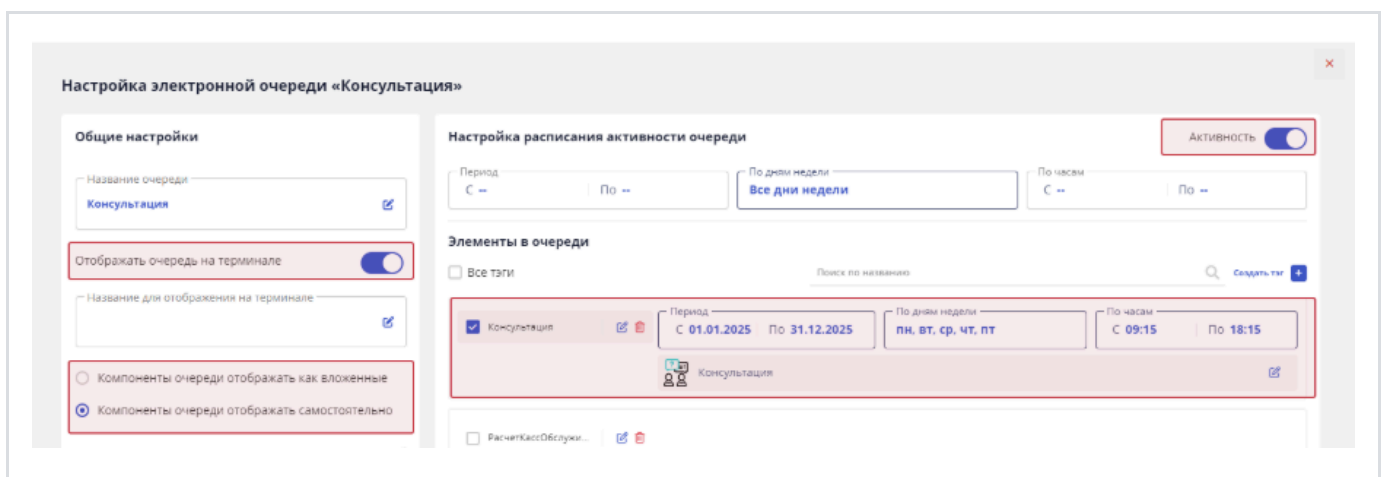 Настройка электронной очереди «Консультация»
Общие настройки
Название очереди
Консультация
Отображать очередь на терминале
Название для отображения на терминале
Компоненты очереди отображать как вложенные
Компоненты очереди отображать самостоятельно
Настройка расписания активности очереди
Активность
Период
С -- По --
По дням недели
Все дни недели
По часам
С -- По --
Элементы в очереди
Все тэги
Поиск по названию
Создать тэг +
Консультация
Период
С 01.01.2025 По 31.12.2025
По дням недели
пн, вт, ср, чт, пт
По часам
С 09:15 По 18:15
Консультация
РасчетКассОбслужи...